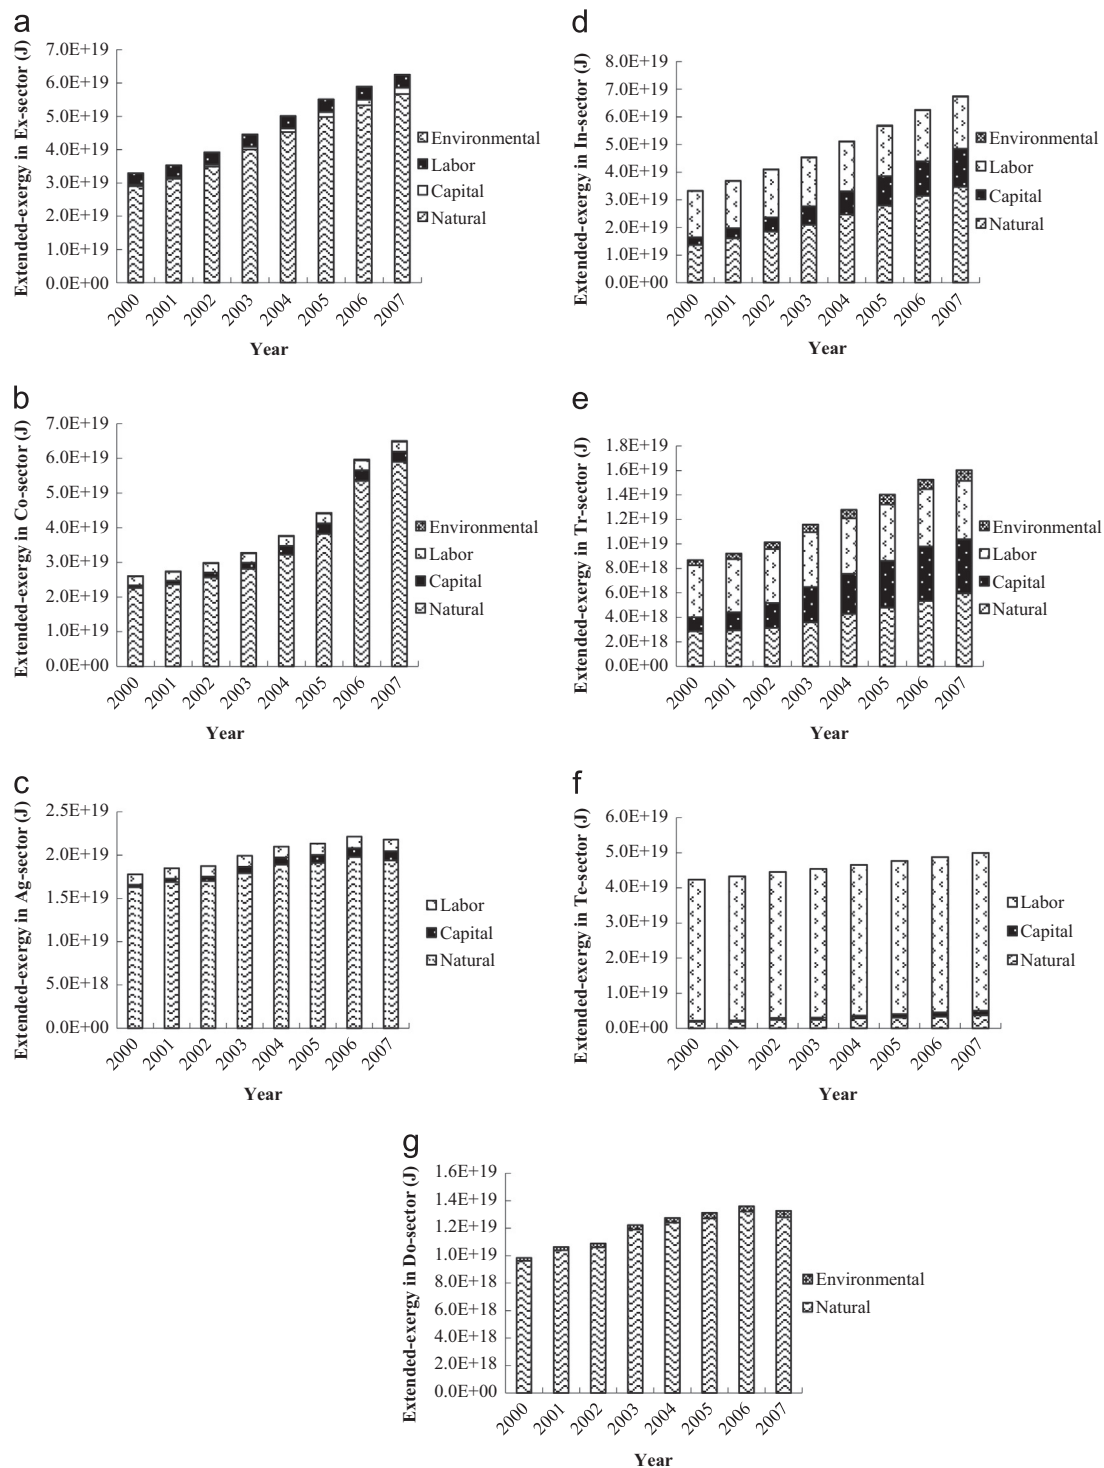 a
Extended-exergy in Ex-sector (J)
7.0E+19
6.0E+19
5.0E+19
4.0E+19
3.0E+19
2.0E+19
1.0E+19
0.0E+00
2000 2001 2002 2003 2004 2005 2006 2007
Year
Environmental
Labor
Capital
Natural
d
Extended-exergy in In-sector (J)
8.0E+19
7.0E+19
6.0E+19
5.0E+19
4.0E+19
3.0E+19
2.0E+19
1.0E+19
0.0E+00
2000 2001 2002 2003 2004 2005 2006 2007
Year
Environmental
Labor
Capital
Natural
b
Extended-exergy in Co-sector (J)
7.0E+19
6.0E+19
5.0E+19
4.0E+19
3.0E+19
2.0E+19
1.0E+19
0.0E+00
2000 2001 2002 2003 2004 2005 2006 2007
Year
Environmental
Labor
Capital
Natural
e
Extended-exergy in Tr-sector (J)
1.8E+19
1.6E+19
1.4E+19
1.2E+19
1.0E+19
8.0E+18
6.0E+18
4.0E+18
2.0E+18
0.0E+00
2000 2001 2002 2003 2004 2005 2006 2007
Year
Environmental
Labor
Capital
Natural
c
Extended-exergy in Ag-sector (J)
2.5E+19
2.0E+19
1.5E+19
1.0E+19
5.0E+18
0.0E+00
2000 2001 2002 2003 2004 2005 2006 2007
Year
Labor
Capital
Natural
f
Extended-exergy in Te-sector (J)
6.0E+19
5.0E+19
4.0E+19
3.0E+19
2.0E+19
1.0E+19
0.0E+00
2000 2001 2002 2003 2004 2005 2006 2007
Year
Labor
Capital
Natural
g
Extended-exergy in Do-sector (J)
1.6E+19
1.4E+19
1.2E+19
1.0E+19
8.0E+18
6.0E+18
4.0E+18
2.0E+18
0.0E+00
2000 2001 2002 2003 2004 2005 2006 2007
Year
Environmental
Natural